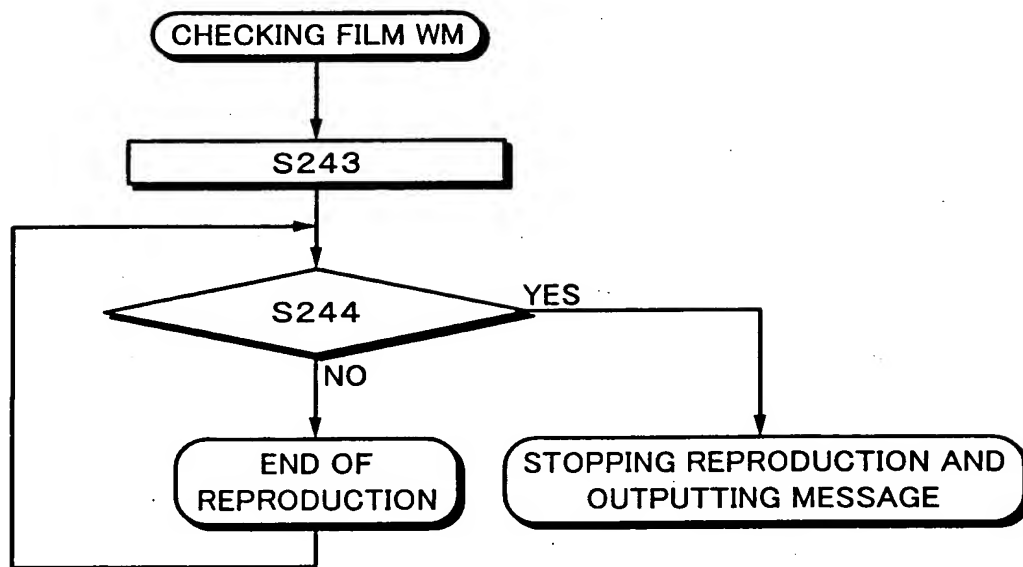 CHECKING FILM WM
S243
S244
YES
NO
END OF
REPRODUCTION
STOPPING REPRODUCTION AND
OUTPUTTING MESSAGE